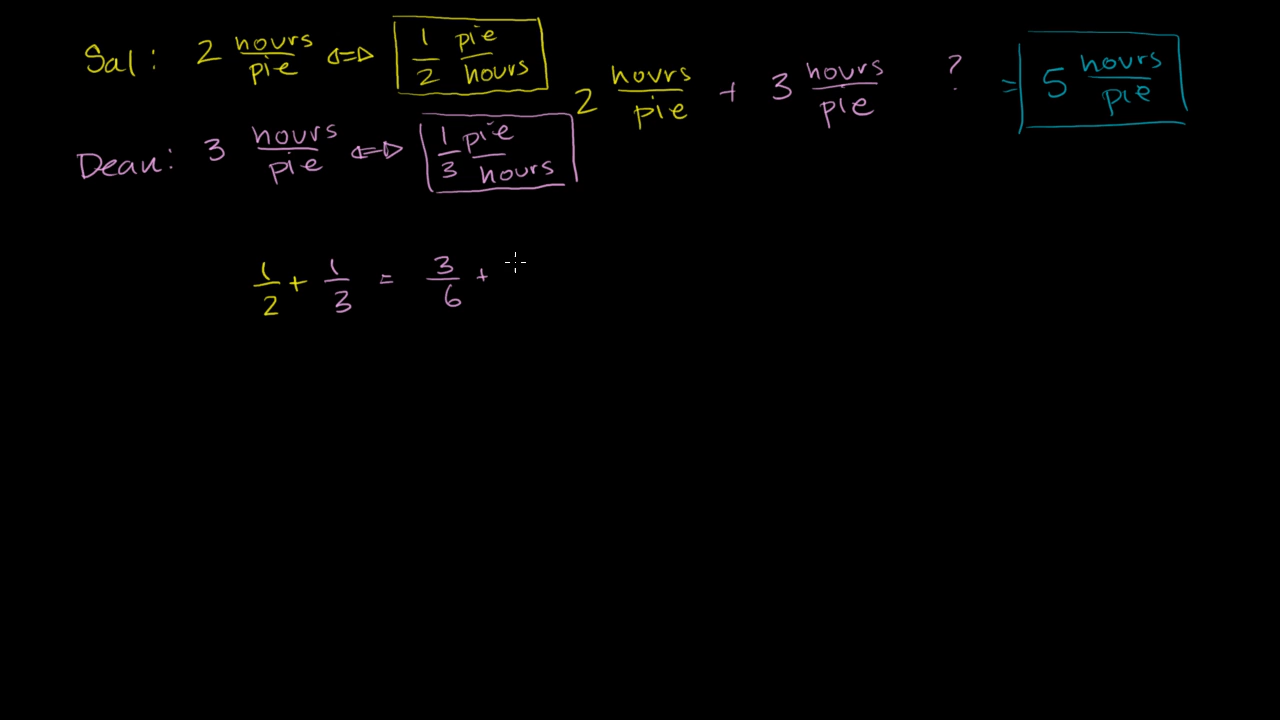 Sal: 2 hours/pie ⇔ 1/2 pie/hours
2 hours/pie + 3 hours/pie ? = 5 hours/pie
Dean: 3 hours/pie ⇔ 1/3 pie/hours
1/2 + 1/3 = 3/6 +